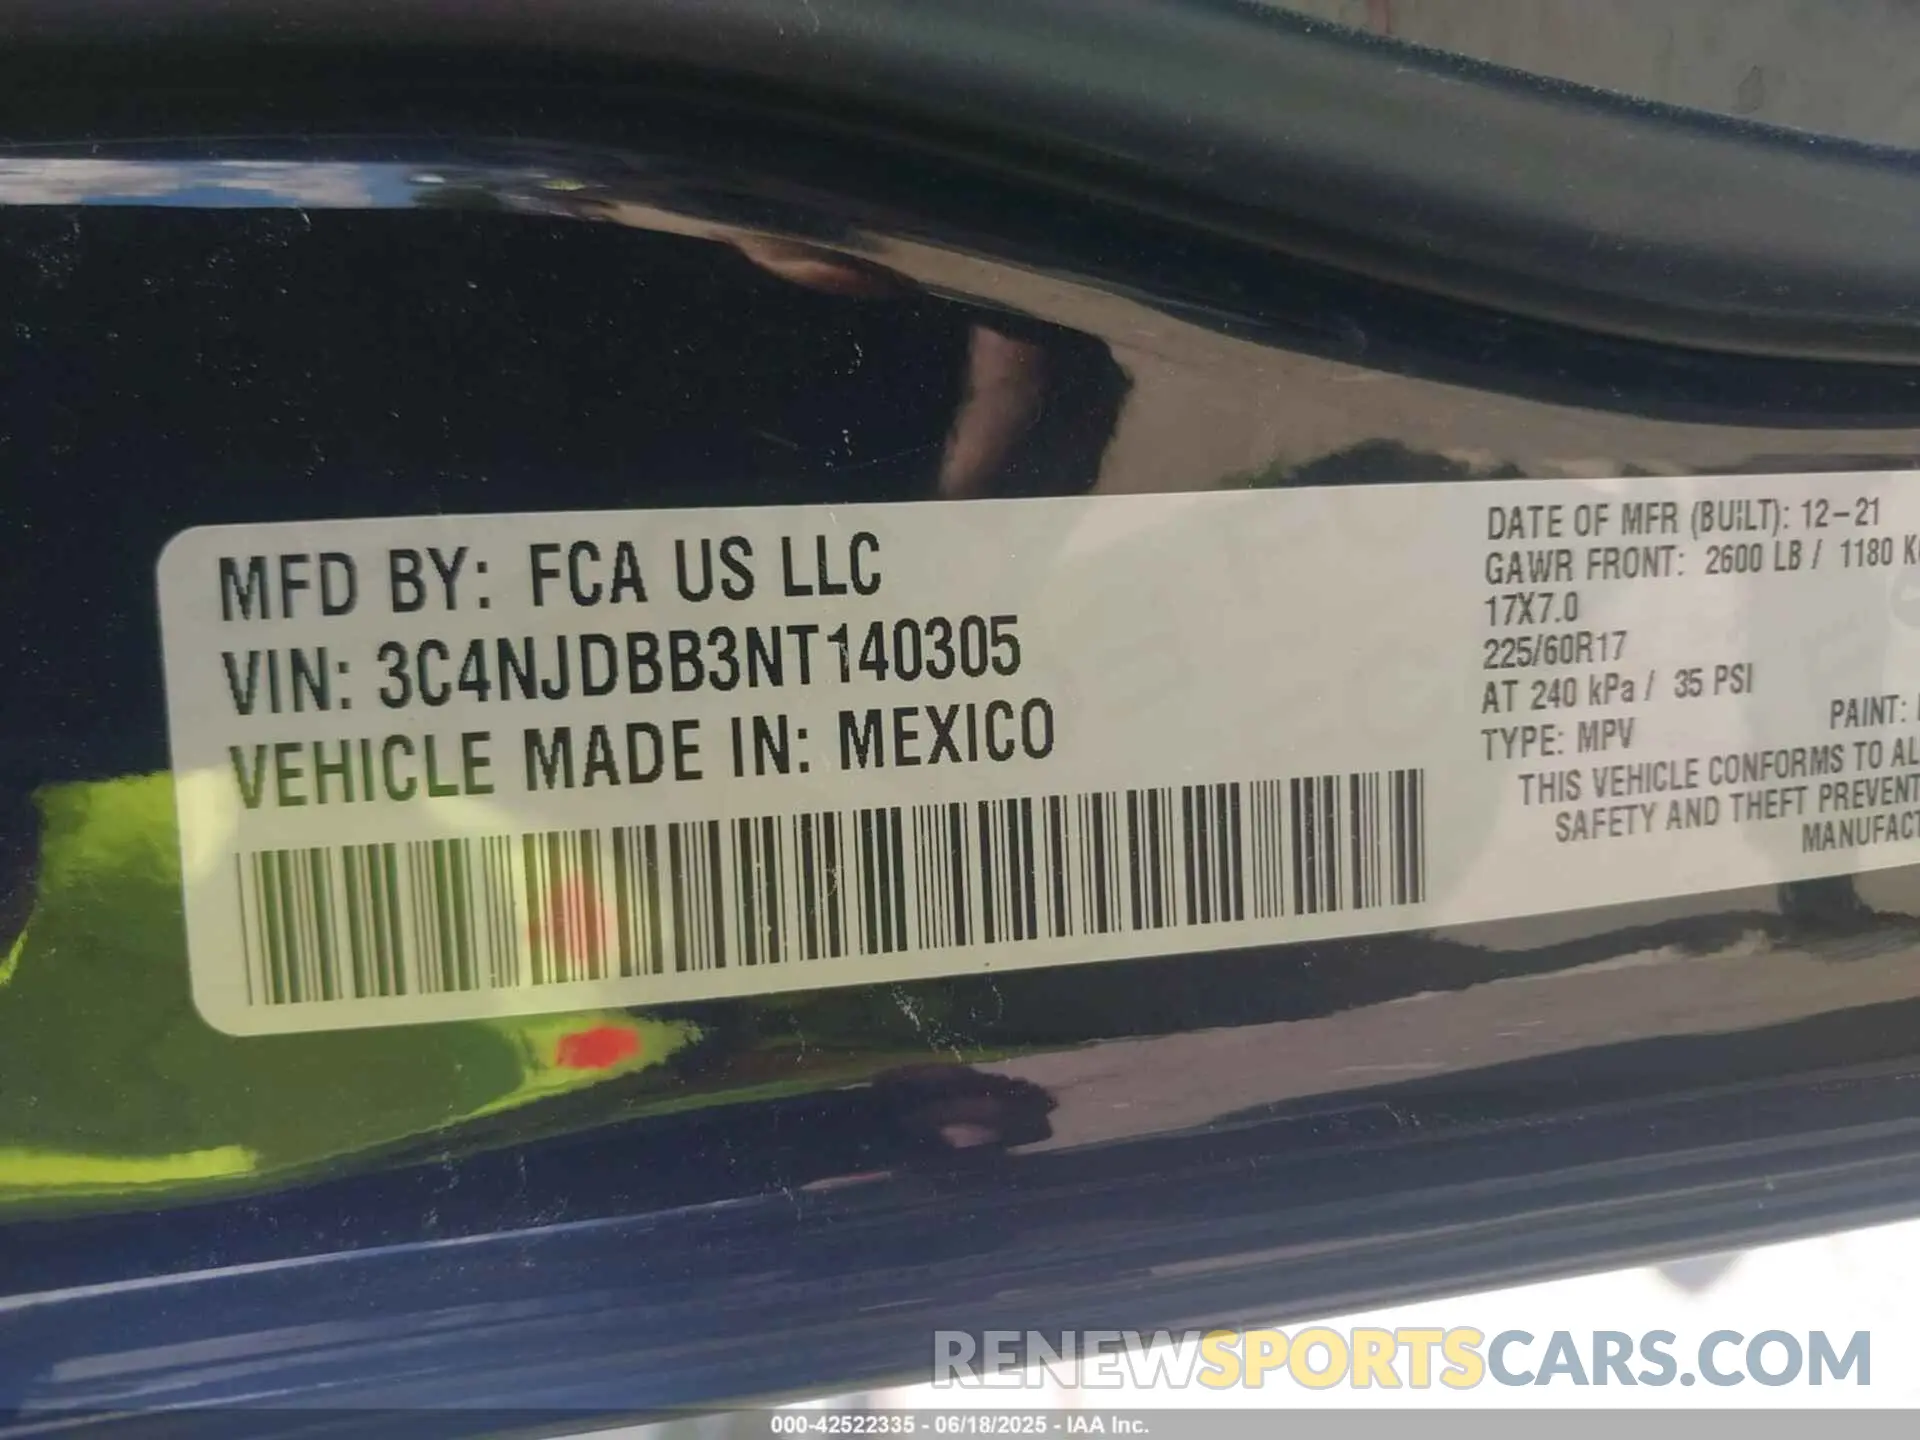 MFD BY: FCA US LLC
VIN: 3C4NJDBB3NT140305
VEHICLE MADE IN: MEXICO
DATE OF MFR (BUILT): 12-21
GAWR FRONT: 2600 LB / 1180
17X7.0
225/60R17
AT 240 kPa / 35 PSI
TYPE: MPV
PAINT:
THIS VEHICLE CONFORMS TO
SAFETY AND THEFT
RENEWSPORTSCARS.COM
000-42522335 - 06/18/2025 - IAA Inc.